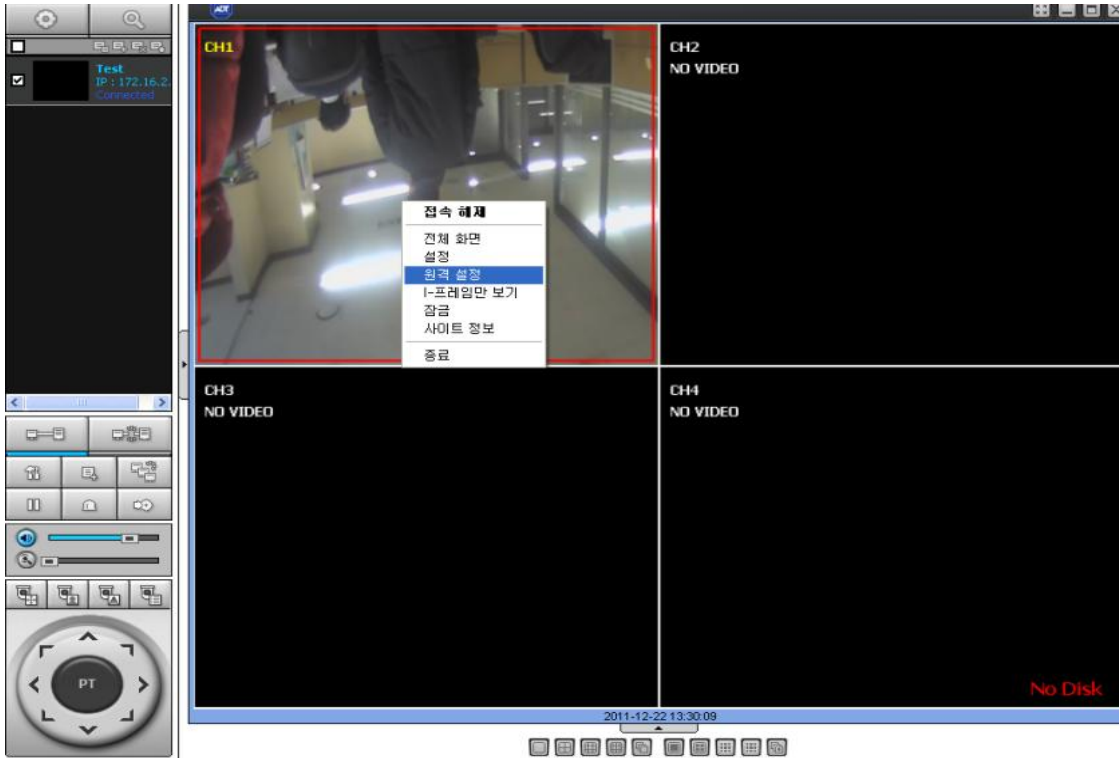 ADT
Test
IP : 172.16.2.
Connected
CH1
CH2
NO VIDEO
접속 해제
전체 화면
설정
원격 설정
I-프레임만 보기
잠금
사이트 정보
종료
CH3
NO VIDEO
CH4
NO VIDEO
PT
No Disk
2011-12-22 13:30:09